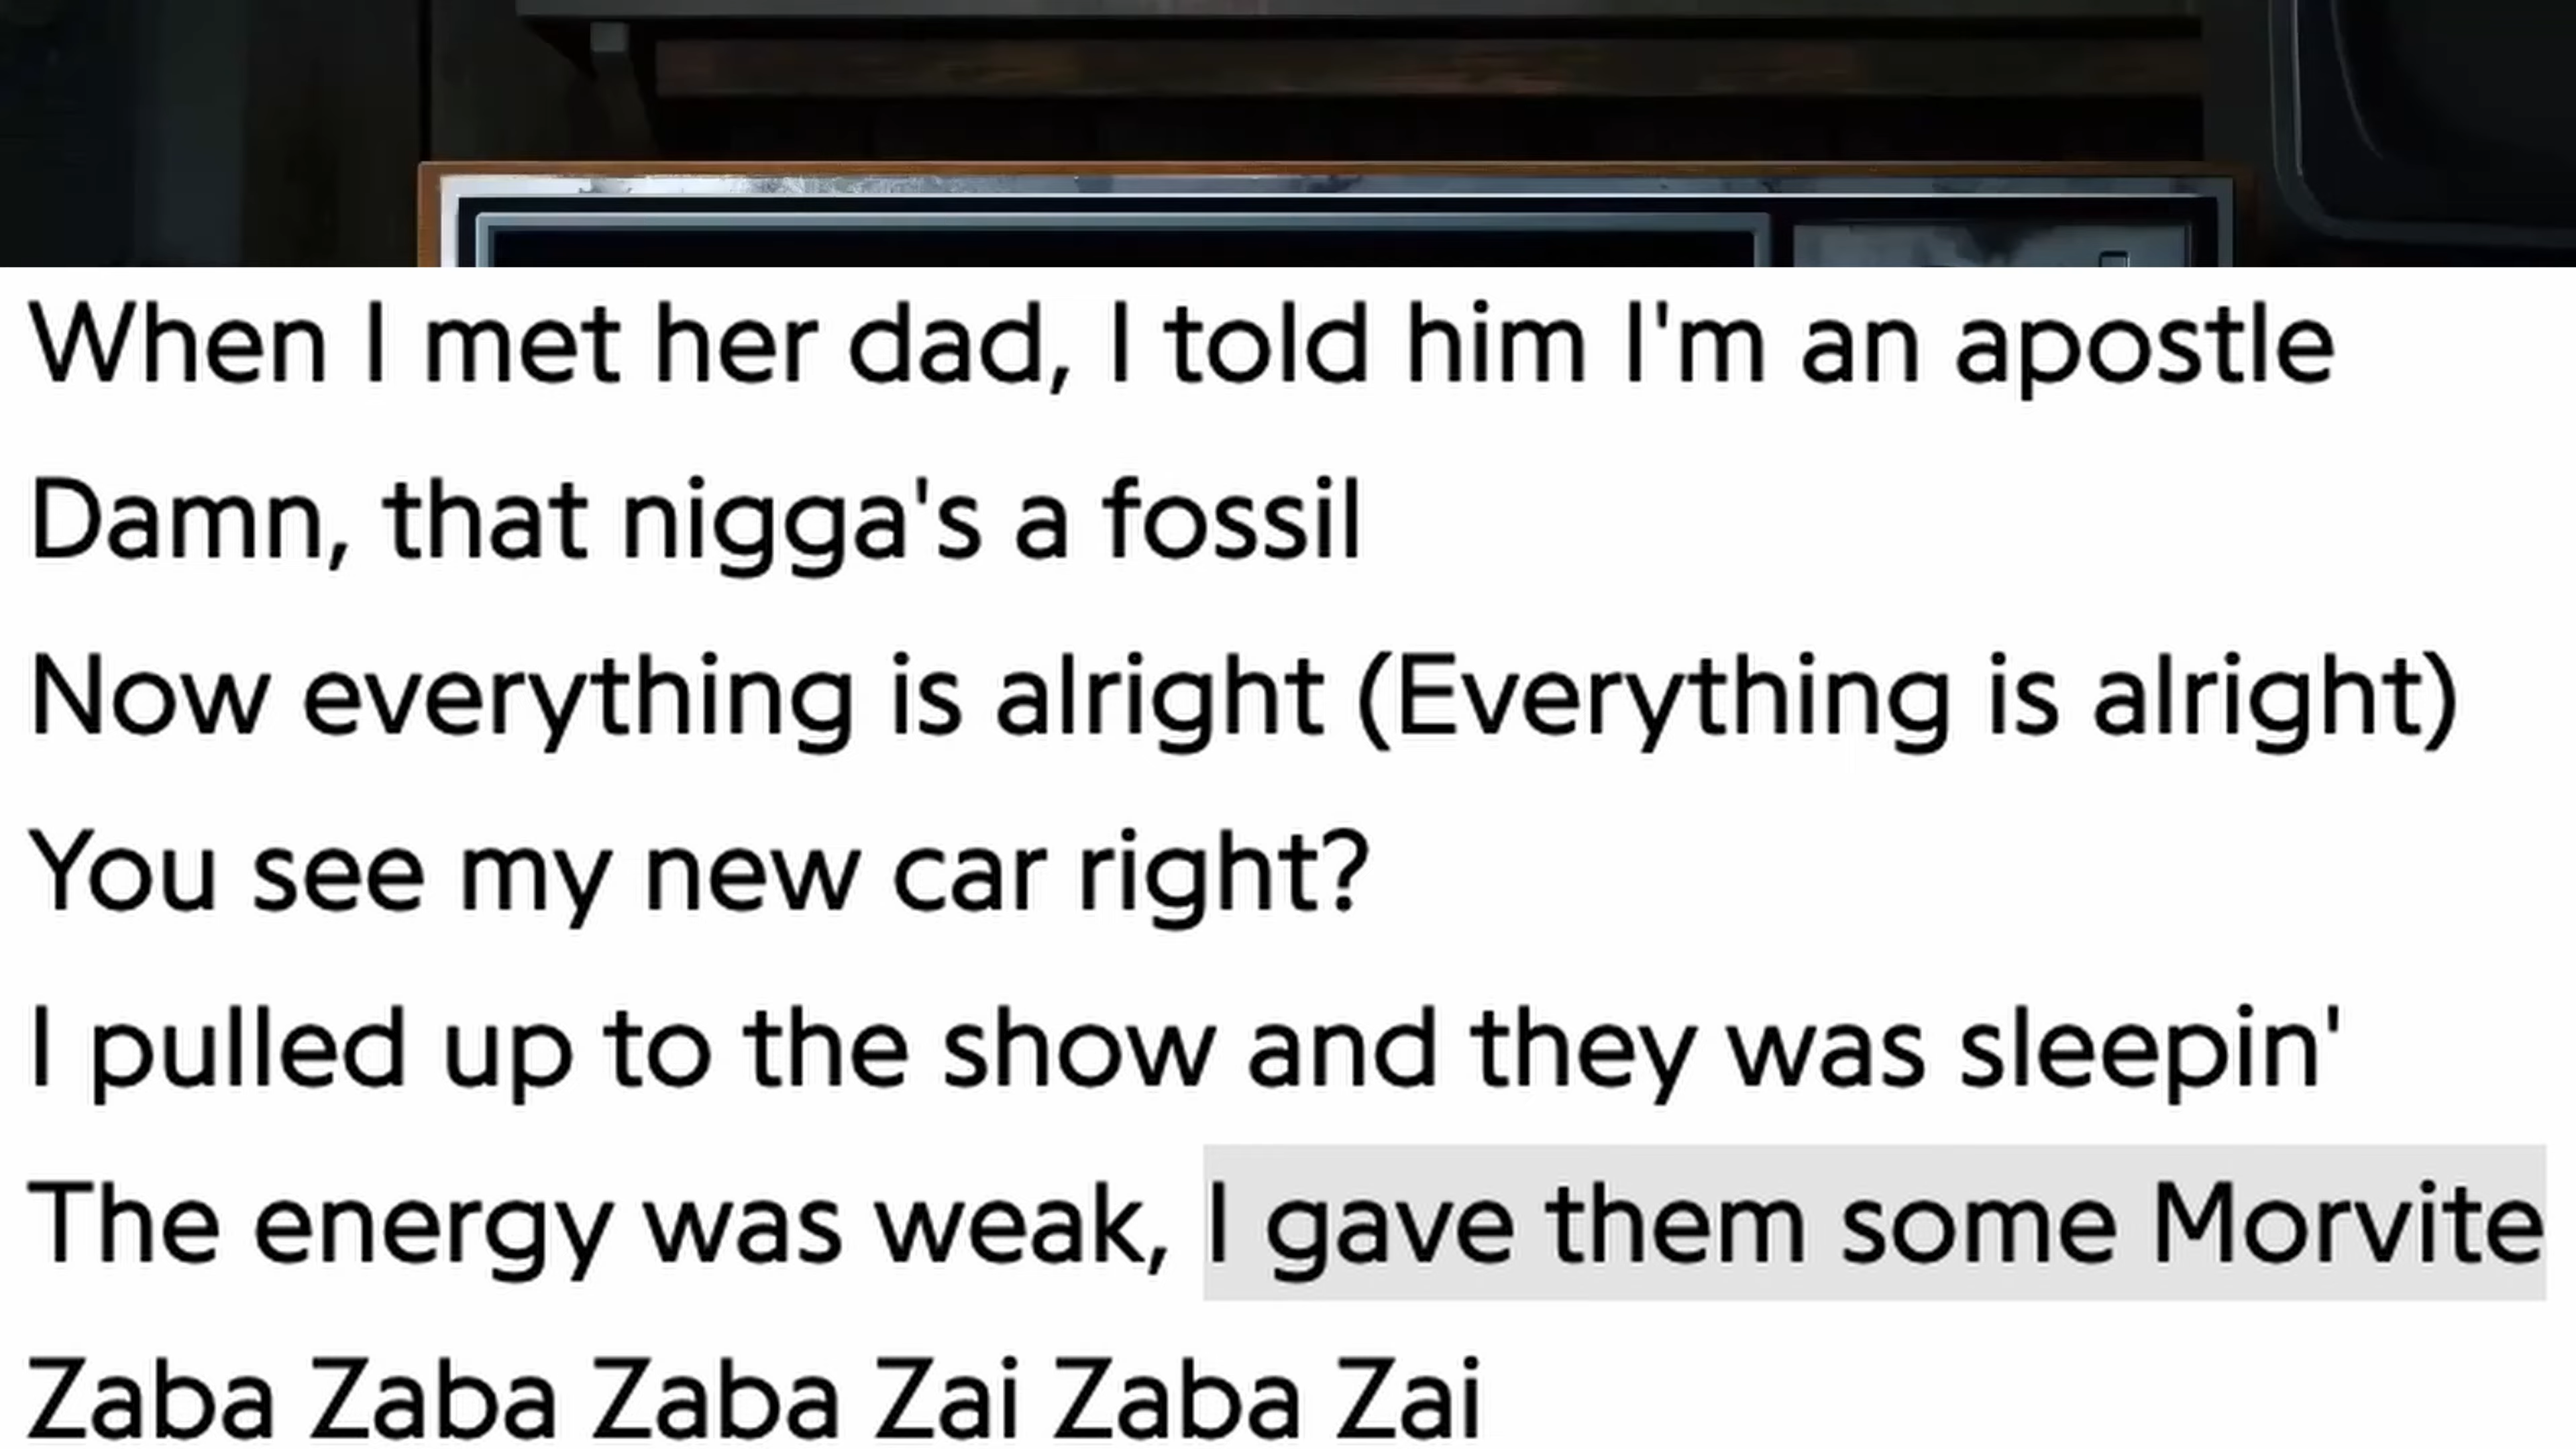 When I met her dad, I told him I'm an apostle
Damn, that nigga's a fossil
Now everything is alright (Everything is alright)
You see my new car right?
I pulled up to the show and they was sleepin'
The energy was weak, I gave them some Morvite
Zaba Zaba Zaba Zai Zaba Zai